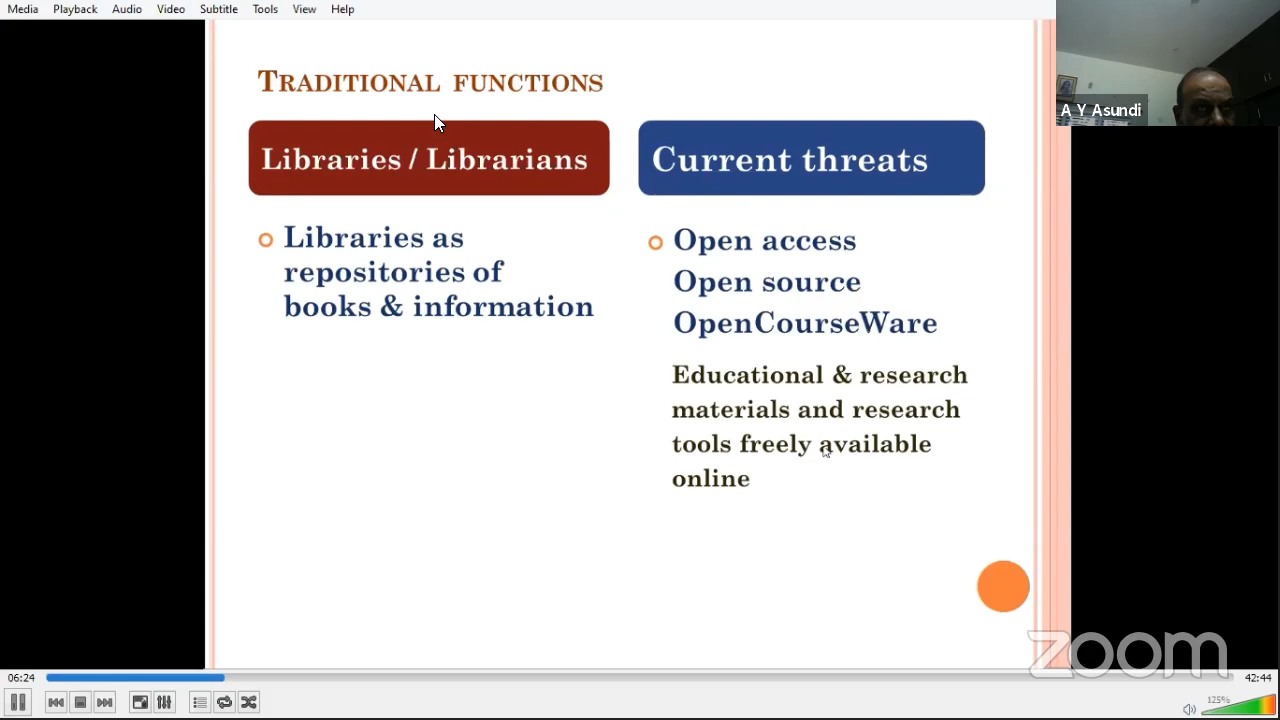 Media Playback Audio Video Subtitle Tools View Help
TRADITIONAL FUNCTIONS
A Y Asundi
Libraries / Librarians
Current threats
Libraries as
repositories of
books & information
Open access
Open source
OpenCourseWare
Educational & research
materials and research
tools freely available
online
zoom
06:24
42:44
125%